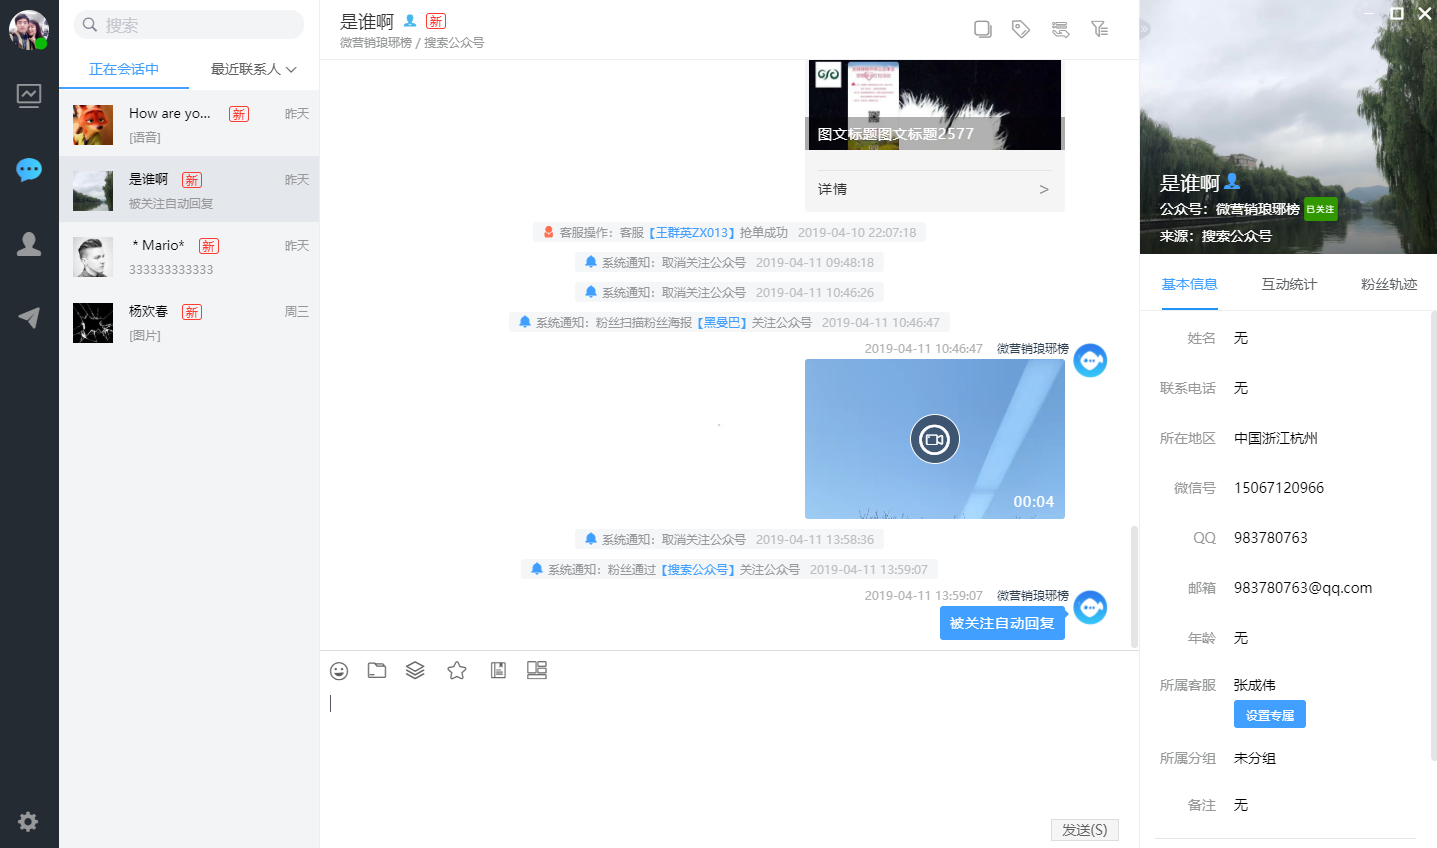 搜索
正在会话中
最近联系人
How are yo...
新
昨天
[语音]
是谁啊
新
昨天
被关注自动回复
* Mario*
新
昨天
333333333333
杨欢春
新
周三
[图片]
是谁啊 新
微营销琅琊榜 / 搜索公众号
图文标题图文标题2577
详情 >
客服操作：客服【王群英ZX013】抢单成功 2019-04-10 22:07:18
系统通知：取消关注公众号 2019-04-11 09:48:18
系统通知：取消关注公众号 2019-04-11 10:46:26
系统通知：粉丝扫描粉丝海报【黑曼巴】关注公众号 2019-04-11 10:46:47
2019-04-11 10:46:47 微营销琅琊榜
00:04
系统通知：取消关注公众号 2019-04-11 13:58:36
系统通知：粉丝通过【搜索公众号】关注公众号 2019-04-11 13:59:07
2019-04-11 13:59:07 微营销琅琊榜
被关注自动回复
发送(S)
是谁啊
公众号：微营销琅琊榜 已关注
来源：搜索公众号
基本信息 互动统计 粉丝轨迹
姓名 无
联系电话 无
所在地区 中国浙江杭州
微信号 15067120966
QQ 983780763
邮箱 983780763@qq.com
年龄 无
所属客服 张成伟
设置专属
所属分组 未分组
备注 无